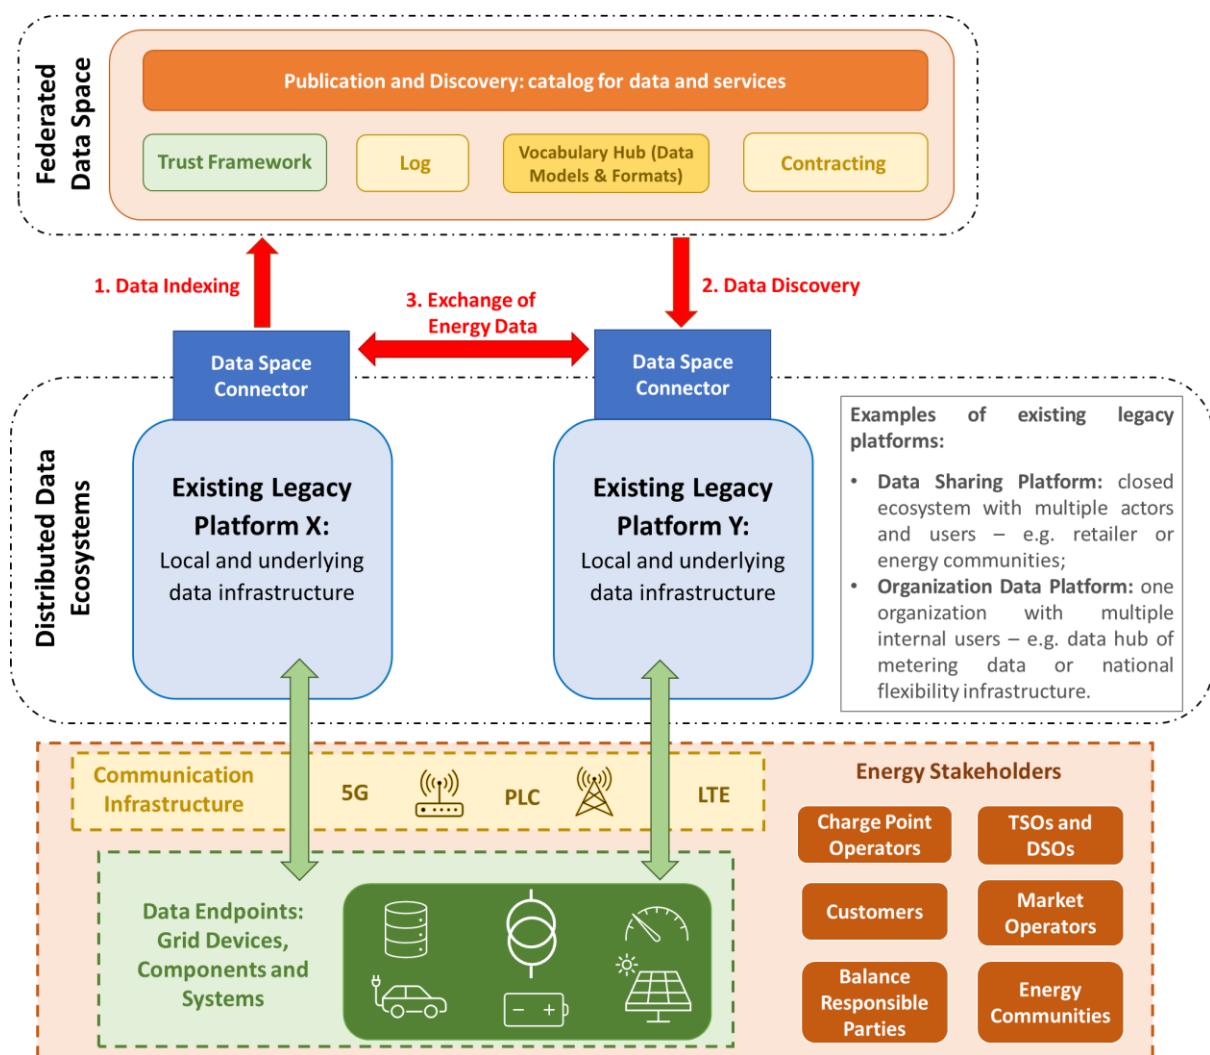 Federated
Data Space
Publication and Discovery: catalog for data and services
Trust Framework
Log
Vocabulary Hub (Data
Models & Formats)
Contracting
1. Data Indexing
2. Data Discovery
3. Exchange of
Energy Data
Data Space
Connector
Data Space
Connector
Distributed Data
Ecosystems
Existing Legacy
Platform X:
Local and underlying
data infrastructure
Existing Legacy
Platform Y:
Local and underlying
data infrastructure
Examples of existing legacy
platforms:
• Data Sharing Platform: closed
ecosystem with multiple actors
and users – e.g. retailer or
energy communities;
• Organization Data Platform: one
organization with multiple
internal users – e.g. data hub of
metering data or national
flexibility infrastructure.
Communication
Infrastructure
5G
PLC
LTE
Data Endpoints:
Grid Devices,
Components and
Systems
Energy Stakeholders
Charge Point
Operators
TSOs and
DSOs
Customers
Market
Operators
Balance
Responsible
Parties
Energy
Communities